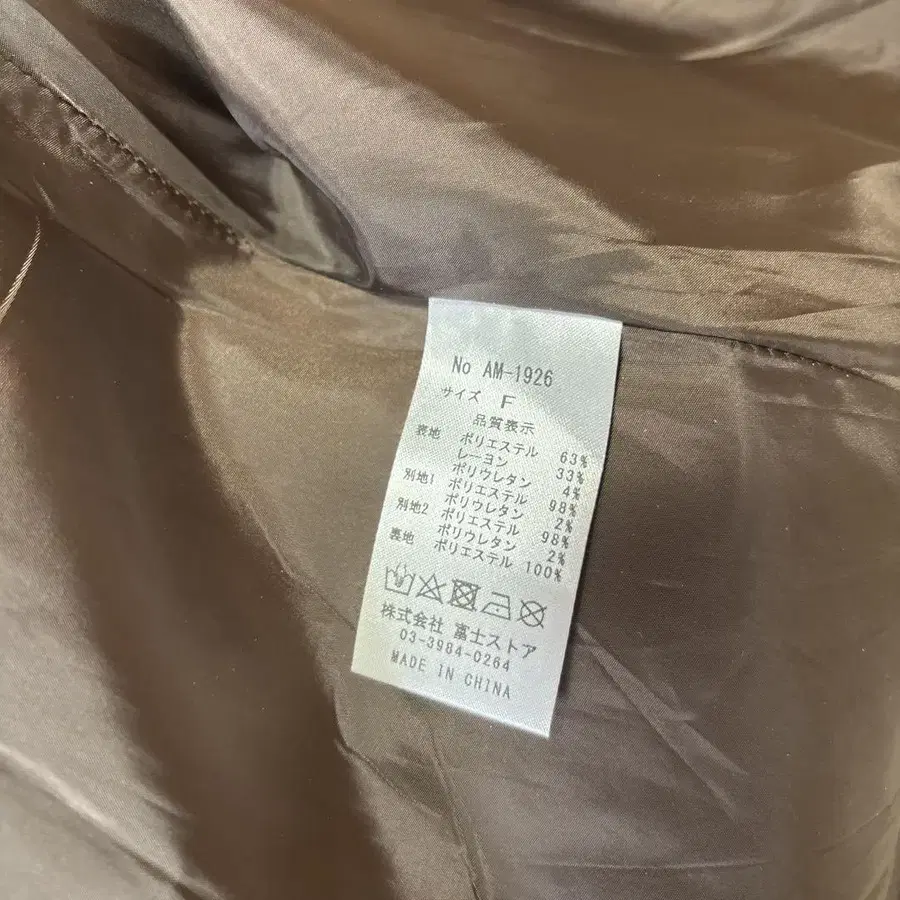 No AM-1926
サイズ F
品質表示
表地 ポリエステル 63%
レーヨン 33%
ポリウレタン 4%
別地1 ポリエステル 98%
ポリウレタン 2%
別地2 ポリエステル 98%
ポリウレタン 2%
裏地 ポリエステル 100%
株式会社 富士ストア
03-3984-0264
MADE IN CHINA